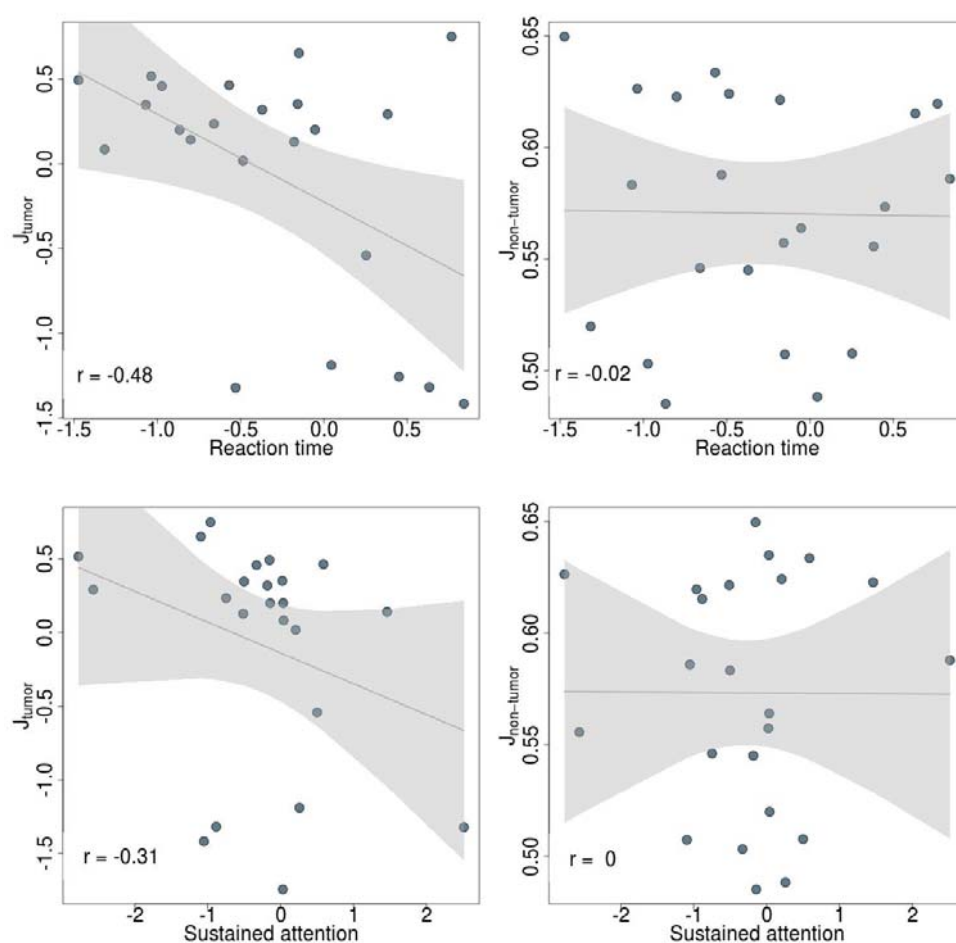 0.5
0.0
-0.5
-1.0
-1.5
Jtumor
r = -0.48
-1.5 -1.0 -0.5 0.0 0.5
Reaction time
0.65
0.60
0.55
0.50
Jnon-tumor
r = -0.02
-1.5 -1.0 -0.5 0.0 0.5
Reaction time
0.5
0.0
-0.5
-1.0
-1.5
Jtumor
r = -0.31
-2 -1 0 1 2
Sustained attention
0.65
0.60
0.55
0.50
Jnon-tumor
r = 0
-2 -1 0 1 2
Sustained attention